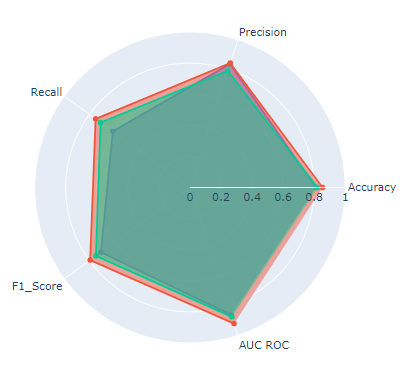 Precision
Recall
Accuracy
0 0.2 0.4 0.6 0.8 1
F1_Score
AUC ROC